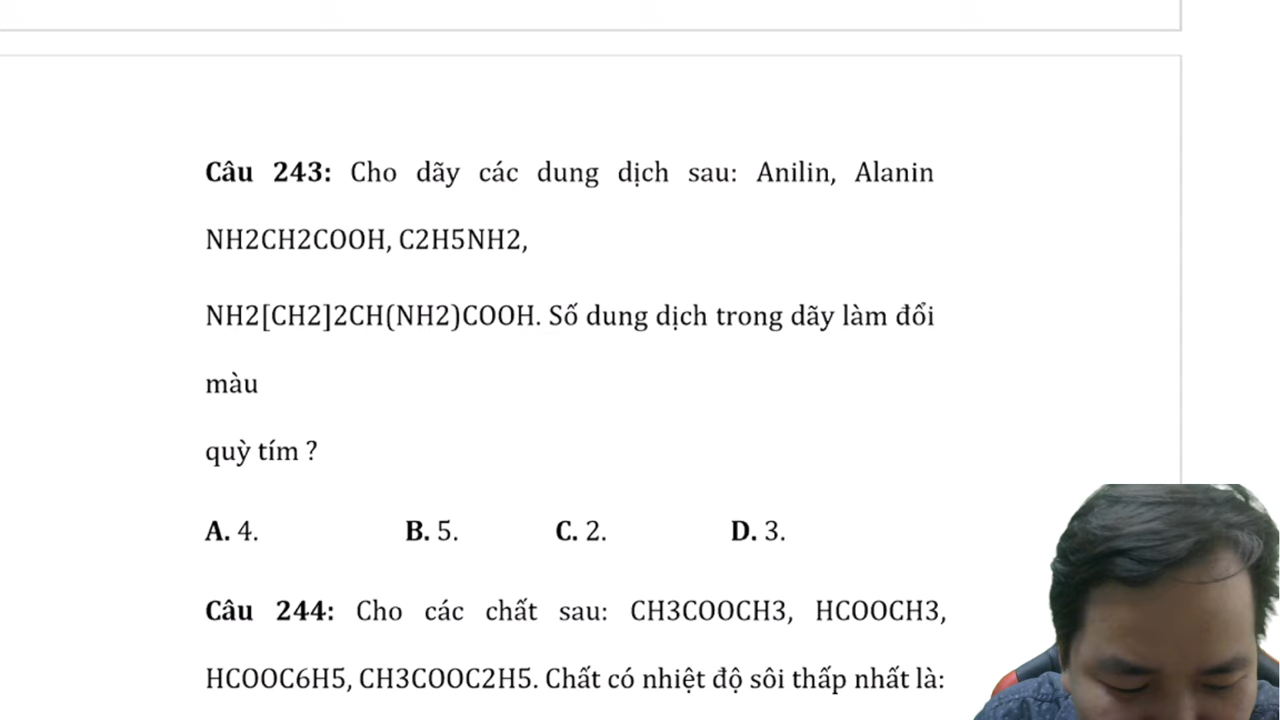 Câu 243: Cho dãy các dung dịch sau: Anilin, Alanin
NH2CH2COOH, C2H5NH2,
NH2[CH2]2CH(NH2)COOH. Số dung dịch trong dãy làm đổi
màu
quỳ tím ?
A. 4. B. 5. C. 2. D. 3.
Câu 244: Cho các chất sau: CH3COOCH3, HCOOCH3,
HCOOC6H5, CH3COOC2H5. Chất có nhiệt độ sôi thấp nhất là: